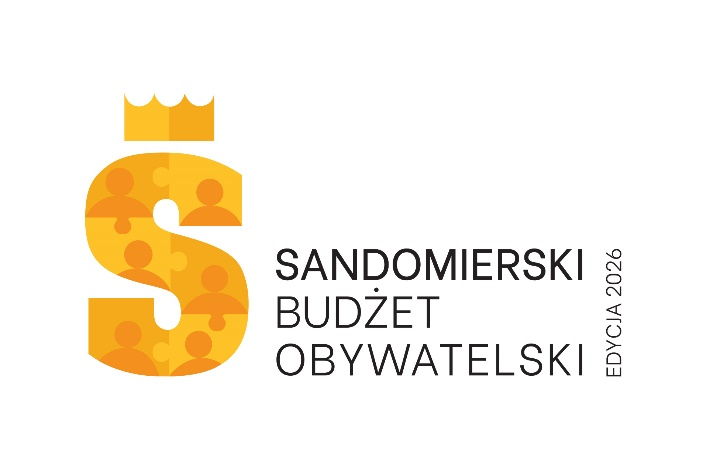 SANDOMIERSKI
BUDŻET
OBYWATELSKI
EDYCJA 2026